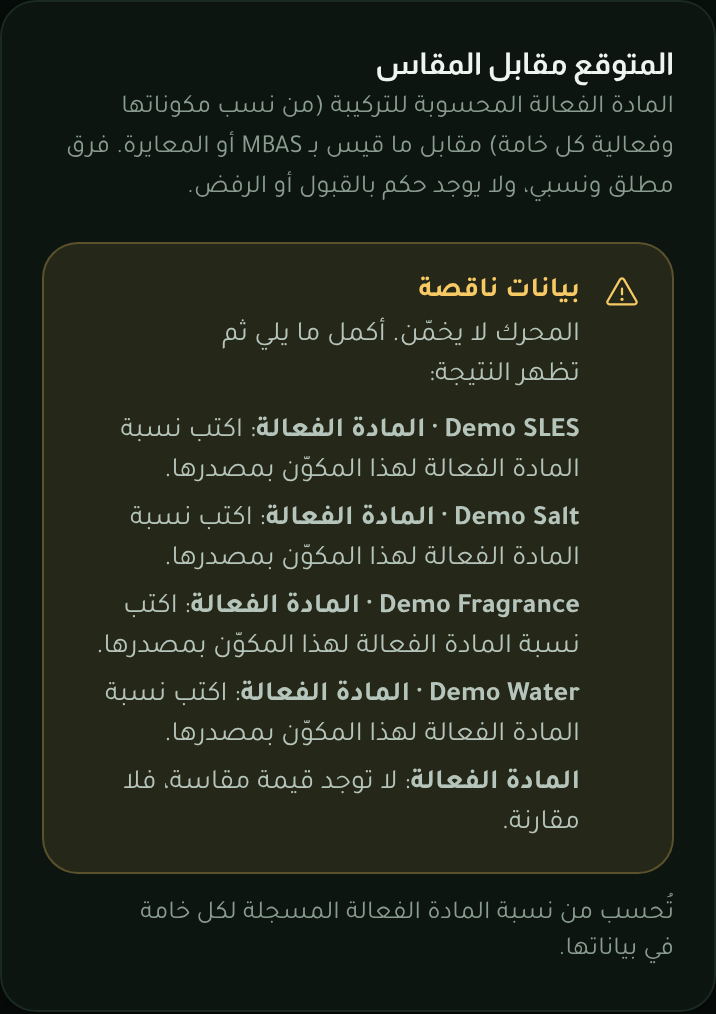 المتوقع مقابل المقاس
المادة الفعالة المحسوبة للتركيبة (من نسب مكوناتها
وفعالية كل خامة) مقابل ما قيس بـ MBAS أو المعايرة. فرق
مطلق ونسبي، ولا يوجد حكم بالقبول أو الرفض.
بيانات ناقصة
المحرك لا يخمّن. أكمل ما يلي ثم
تظهر النتيجة:
Demo SLES · المادة الفعالة: اكتب نسبة
المادة الفعالة لهذا المكوّن بمصدرها.
Demo Salt · المادة الفعالة: اكتب نسبة
المادة الفعالة لهذا المكوّن بمصدرها.
Demo Fragrance · المادة الفعالة: اكتب
نسبة المادة الفعالة لهذا المكوّن بمصدرها.
Demo Water · المادة الفعالة: اكتب نسبة
المادة الفعالة لهذا المكوّن بمصدرها.
المادة الفعالة: لا توجد قيمة مقاسة، فلا
مقارنة.
تُحسب من نسبة المادة الفعالة المسجلة لكل خامة
في بياناتها.